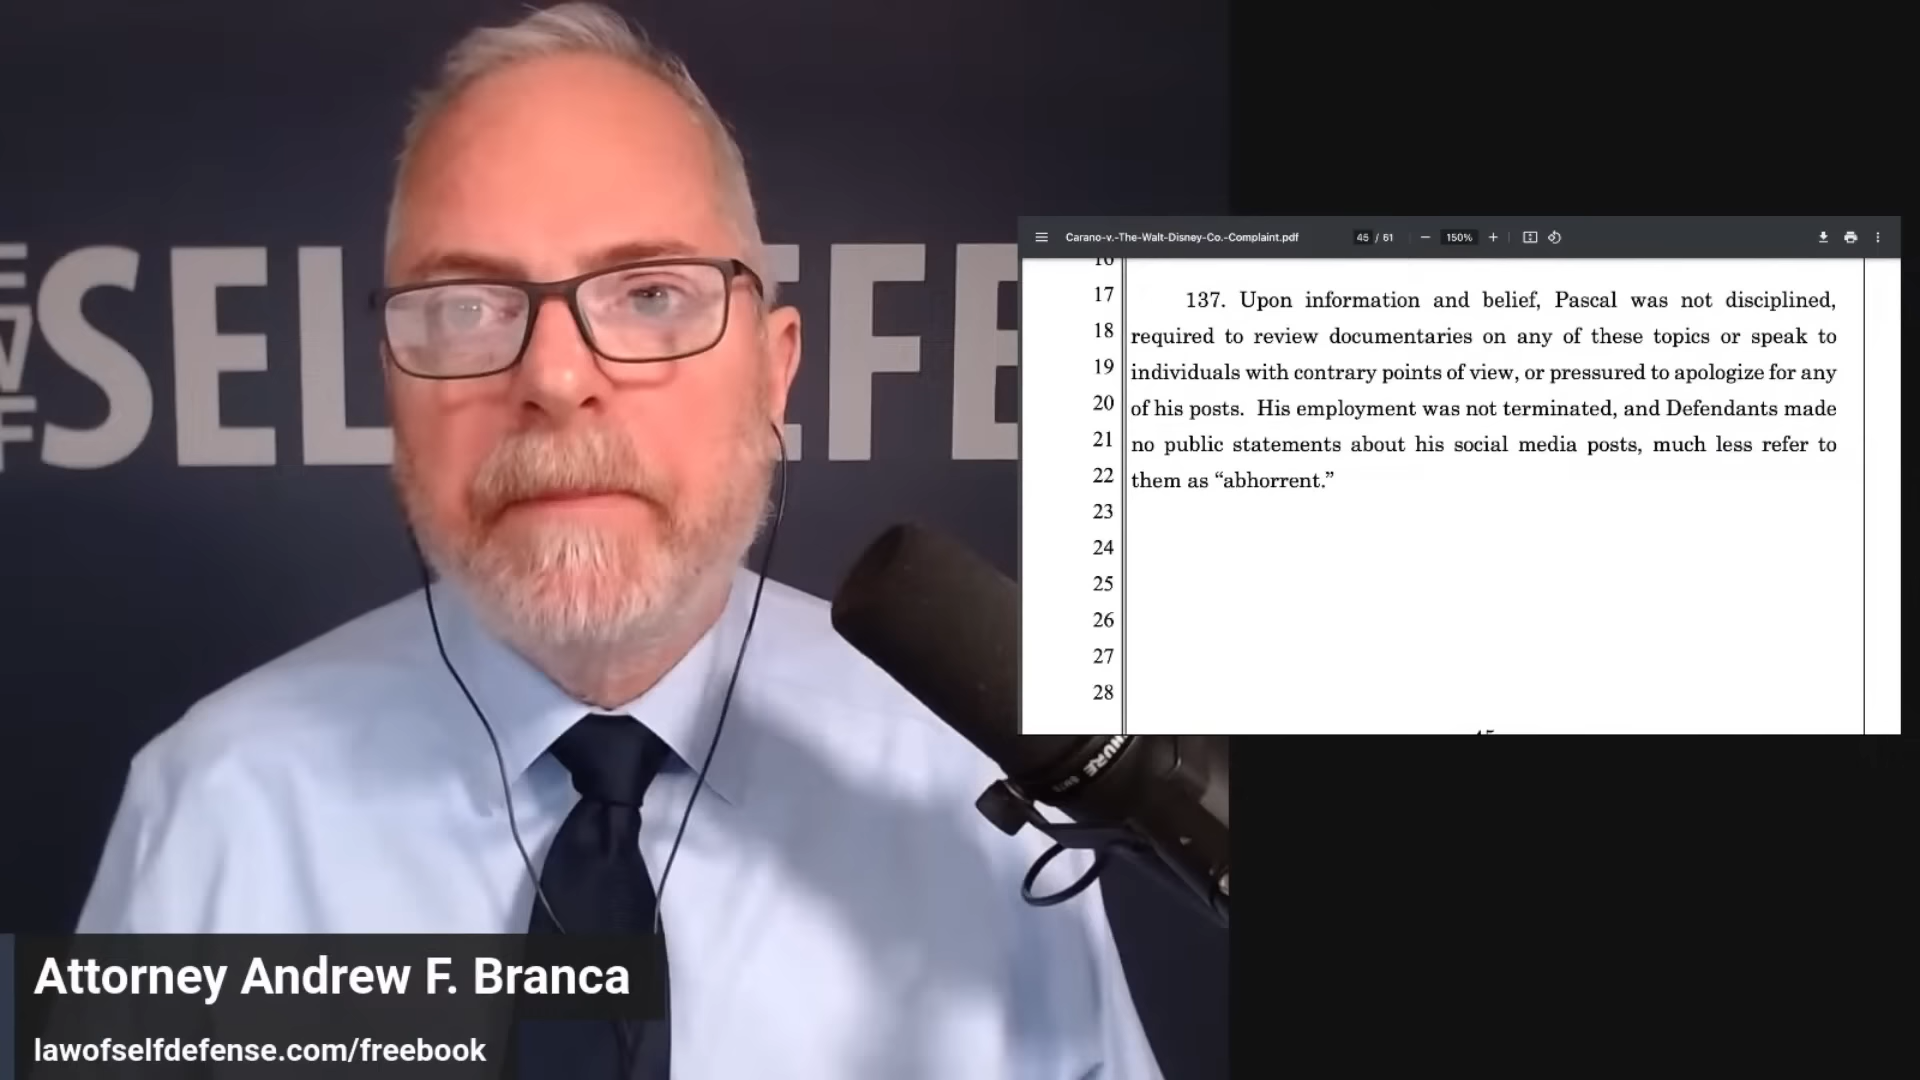 SEL EFE
Carano-v.-The-Walt-Disney-Co.-Complaint.pdf
45 / 61
150%
16
17 137. Upon information and belief, Pascal was not disciplined,
18 required to review documentaries on any of these topics or speak to
19 individuals with contrary points of view, or pressured to apologize for any
20 of his posts. His employment was not terminated, and Defendants made
21 no public statements about his social media posts, much less refer to
22 them as “abhorrent.”
23
24
25
26
27
28
45
Attorney Andrew F. Branca
lawofselfdefense.com/freebook